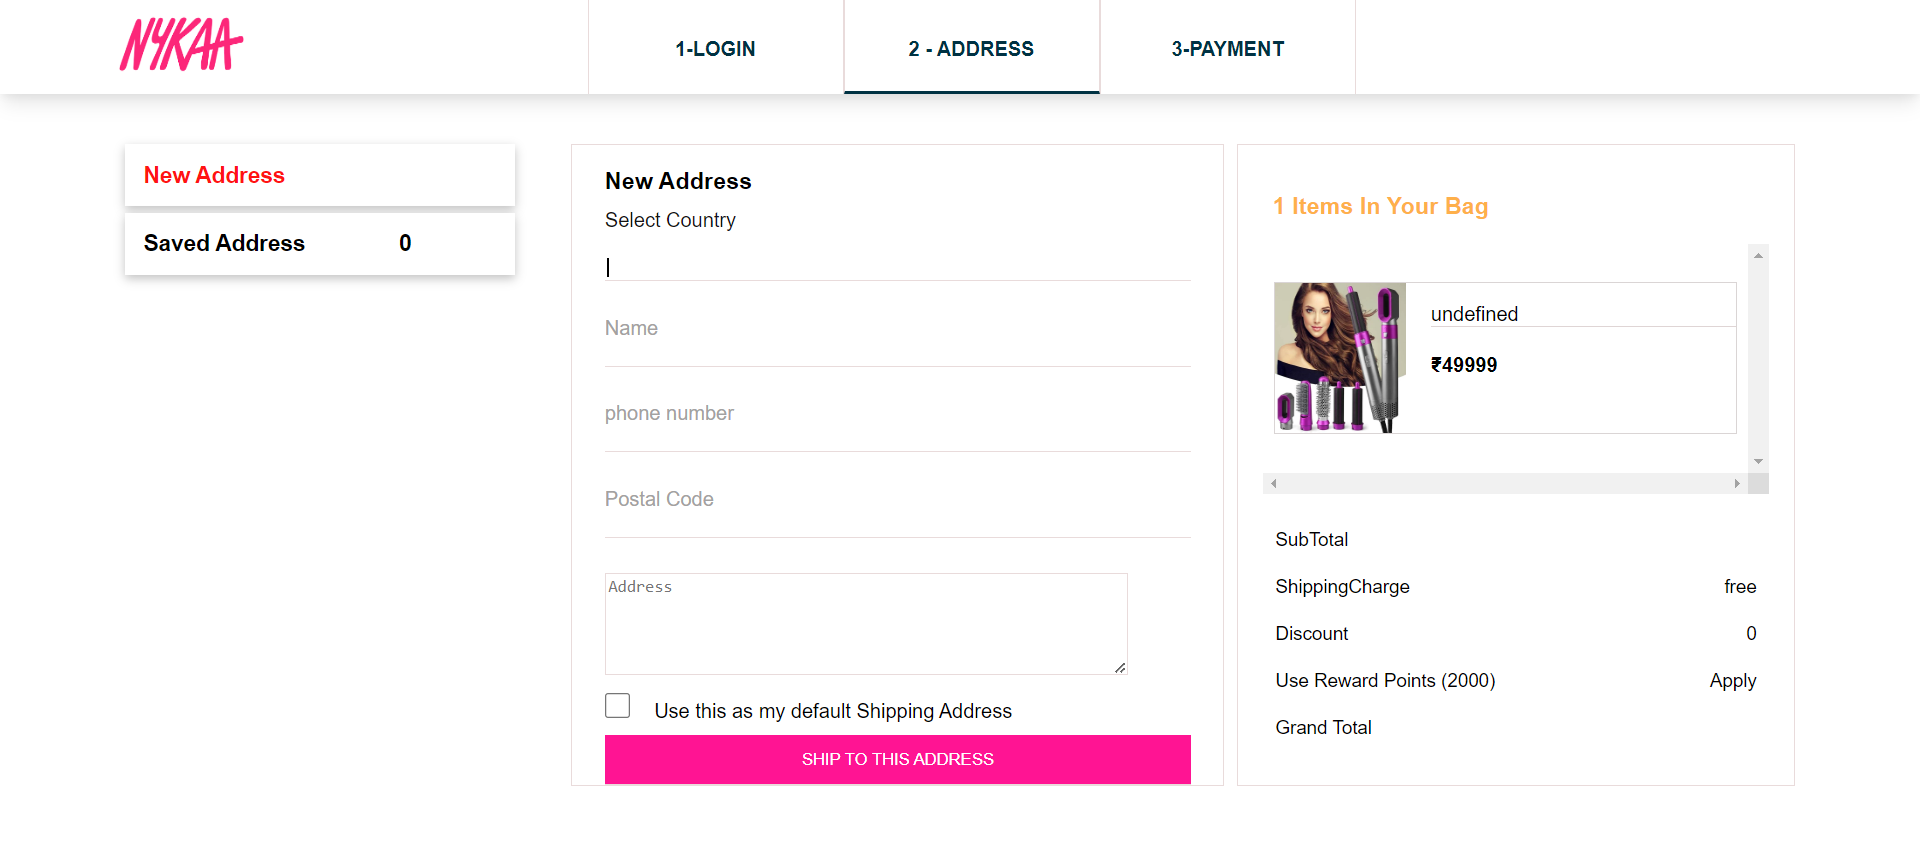 NYKAA
1-LOGIN
2 - ADDRESS
3-PAYMENT
New Address
Saved Address 0
New Address
Select Country
Name
phone number
Postal Code
Address
Use this as my default Shipping Address
SHIP TO THIS ADDRESS
1 Items In Your Bag
undefined
₹49999
SubTotal
ShippingCharge free
Discount 0
Use Reward Points (2000) Apply
Grand Total